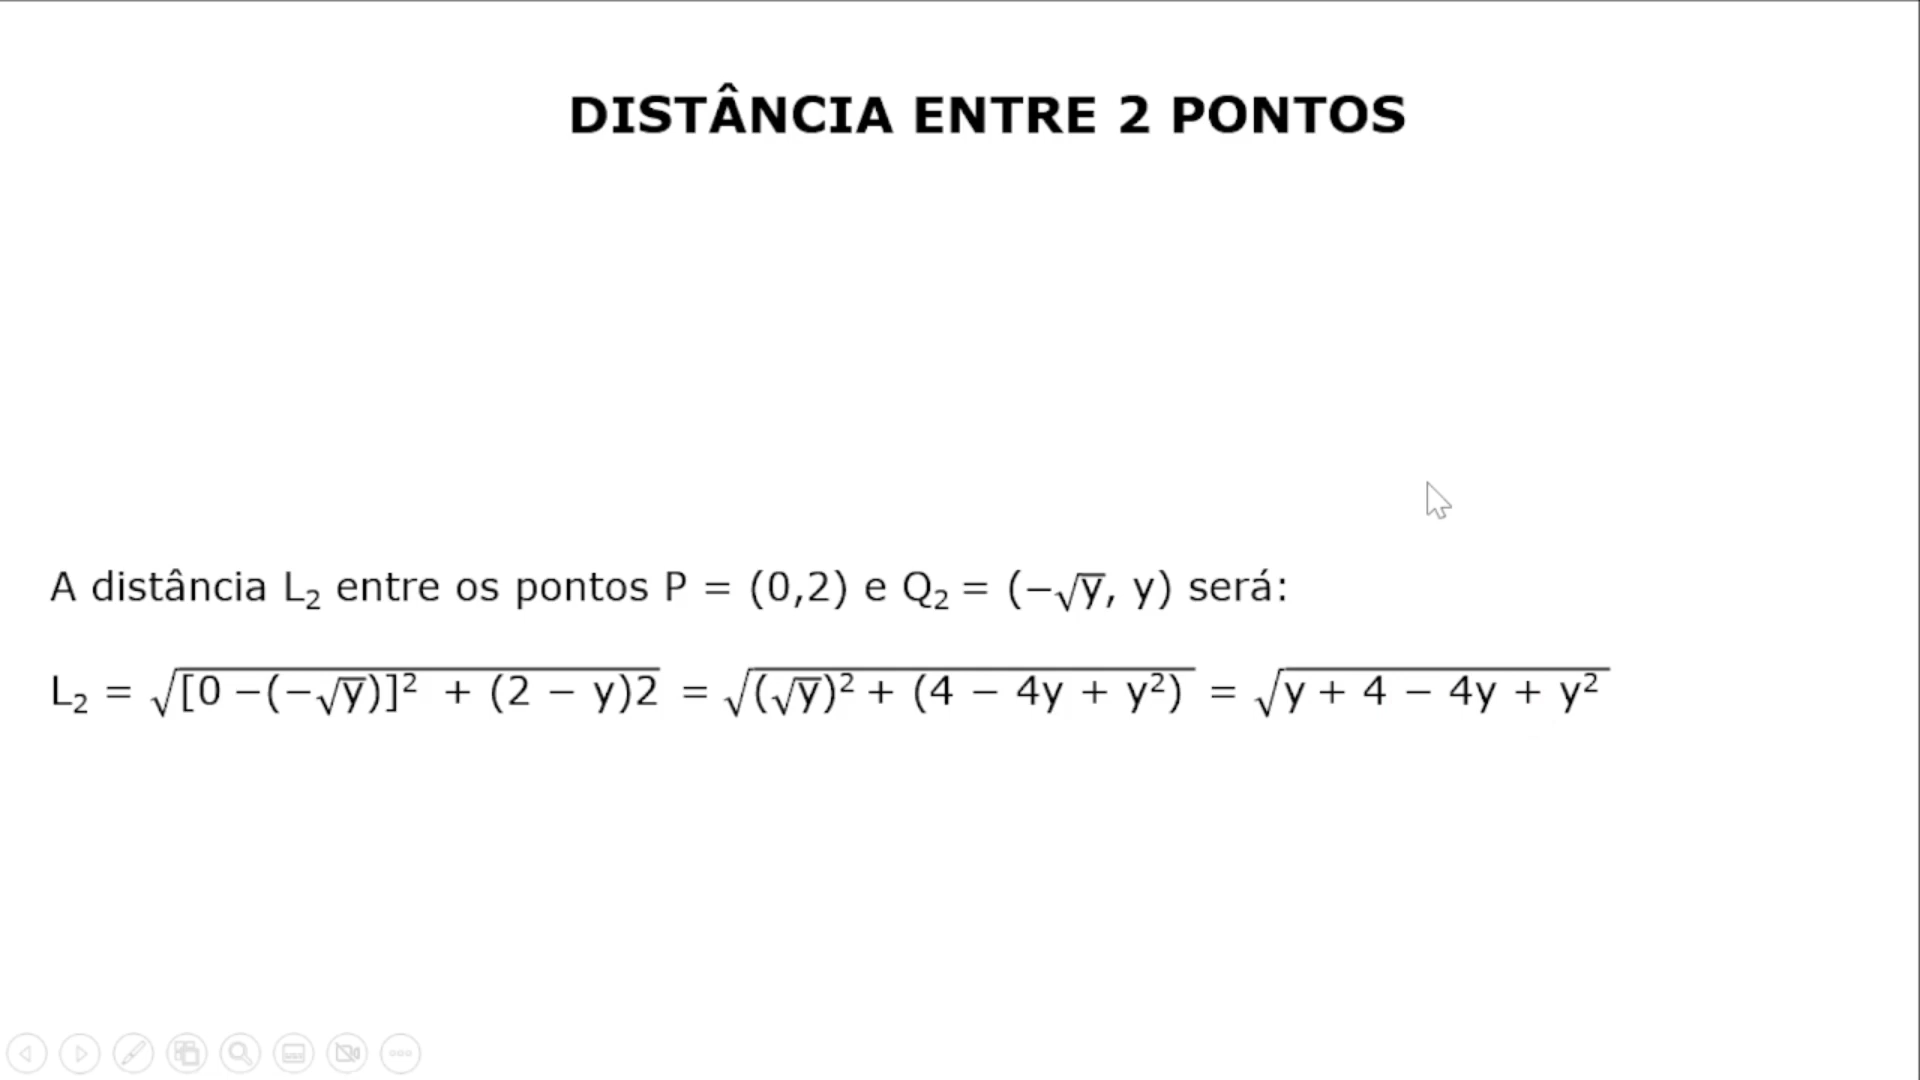 DISTÂNCIA ENTRE 2 PONTOS
A distância L₂ entre os pontos P = (0,2) e Q₂ = (−√y, y) será:
L₂ = √([0 −(−√y)]² + (2 − y)2) = √((√y)² + (4 − 4y + y²)) = √(y + 4 − 4y + y²)